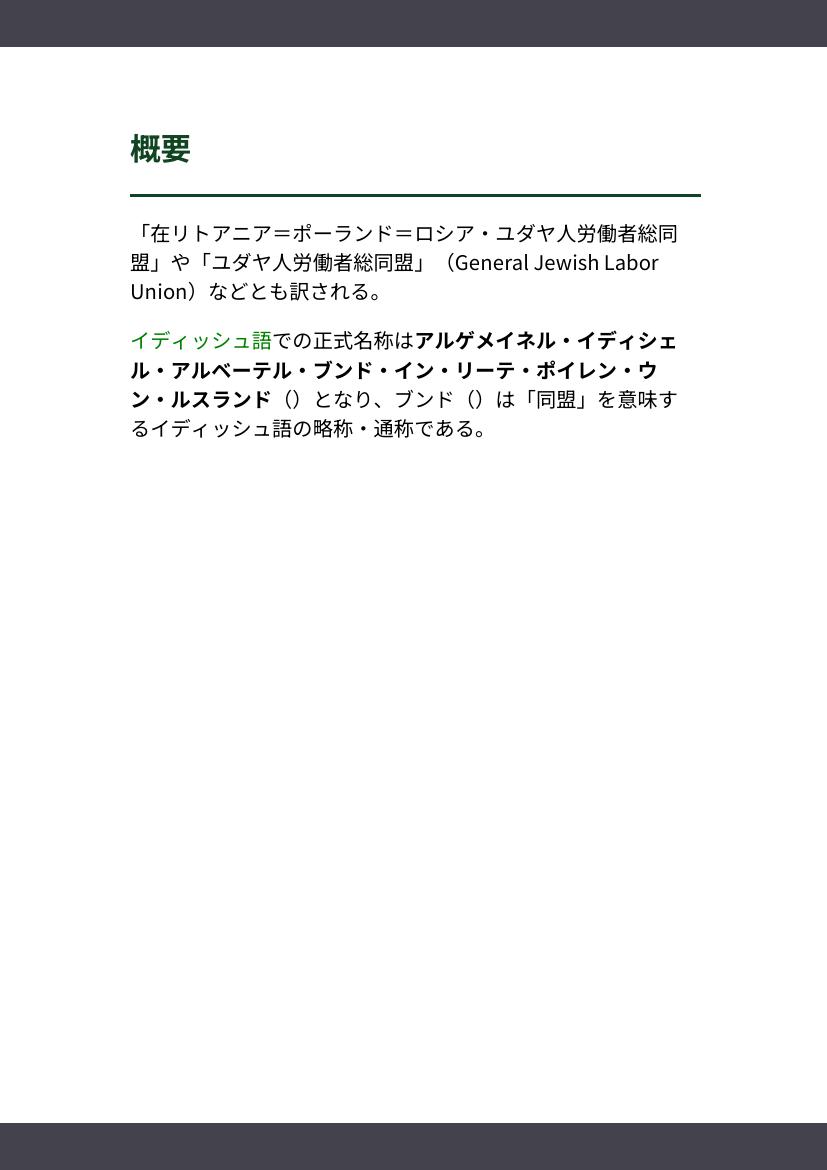 概要
「在リトアニア＝ポーランド＝ロシア・ユダヤ人労働者総同
盟」や「ユダヤ人労働者総同盟」（General Jewish Labor
Union）などとも訳される。
イディッシュ語での正式名称はアルゲメイネル・イディシェ
ル・アルベーテル・ブンド・イン・リーテ・ポイレン・ウ
ン・ルスランド（）となり、ブンド（）は「同盟」を意味す
るイディッシュ語の略称・通称である。